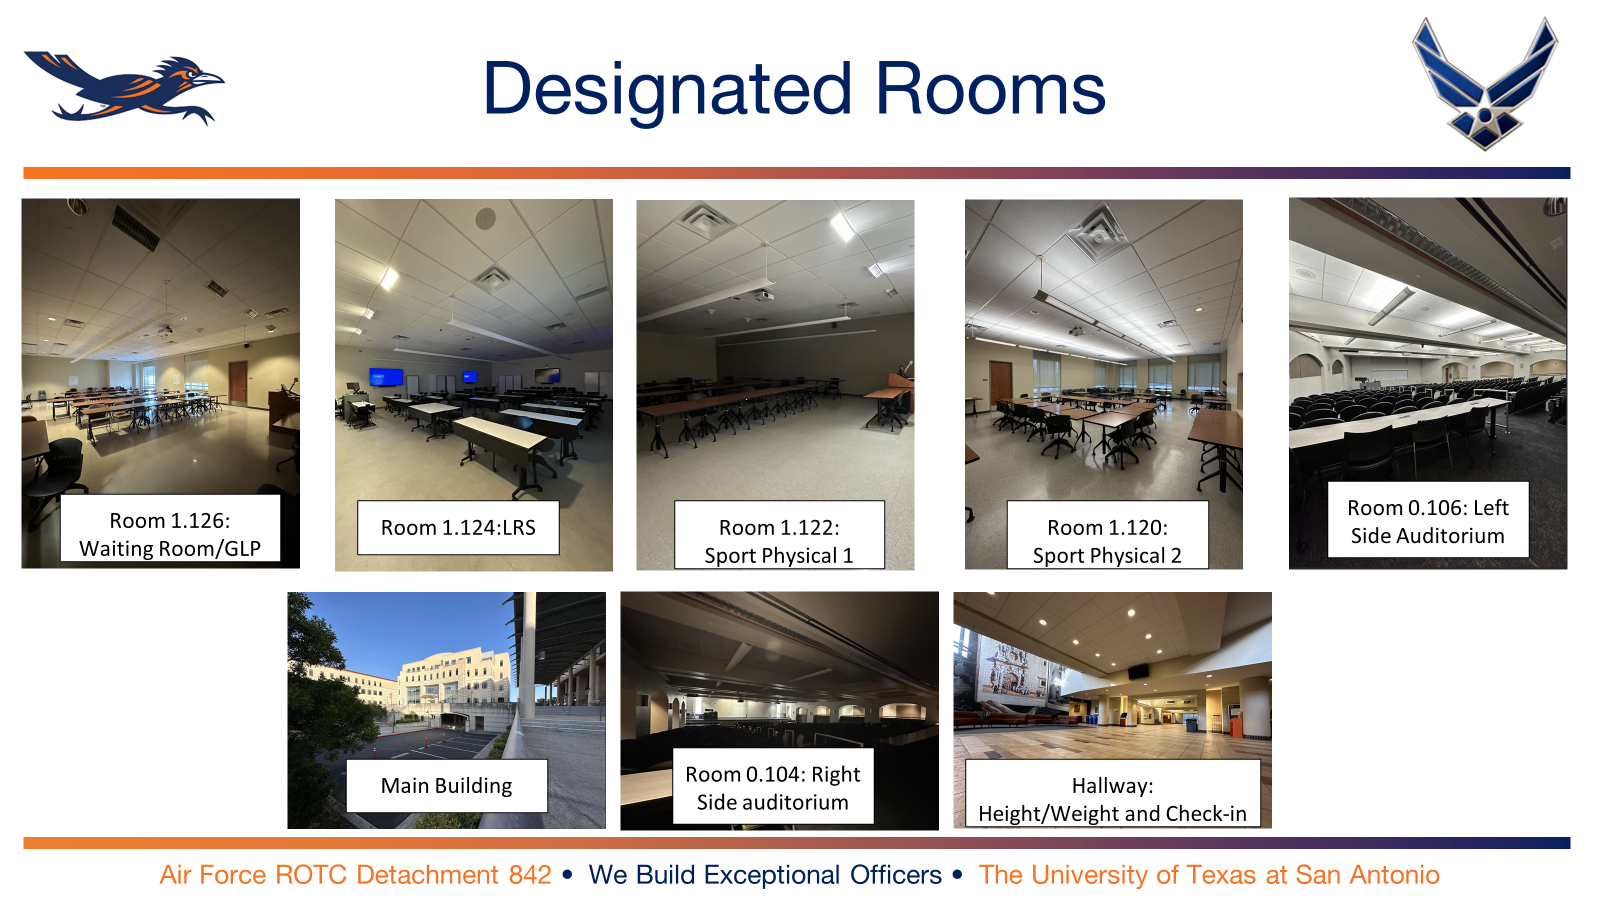 Designated Rooms
Room 1.126:
Waiting Room/GLP
Room 1.124:LRS
Room 1.122:
Sport Physical 1
Room 1.120:
Sport Physical 2
Room 0.106: Left
Side Auditorium
Main Building
Room 0.104: Right
Side auditorium
Hallway:
Height/Weight and Check-in
Air Force ROTC Detachment 842 • We Build Exceptional Officers • The University of Texas at San Antonio